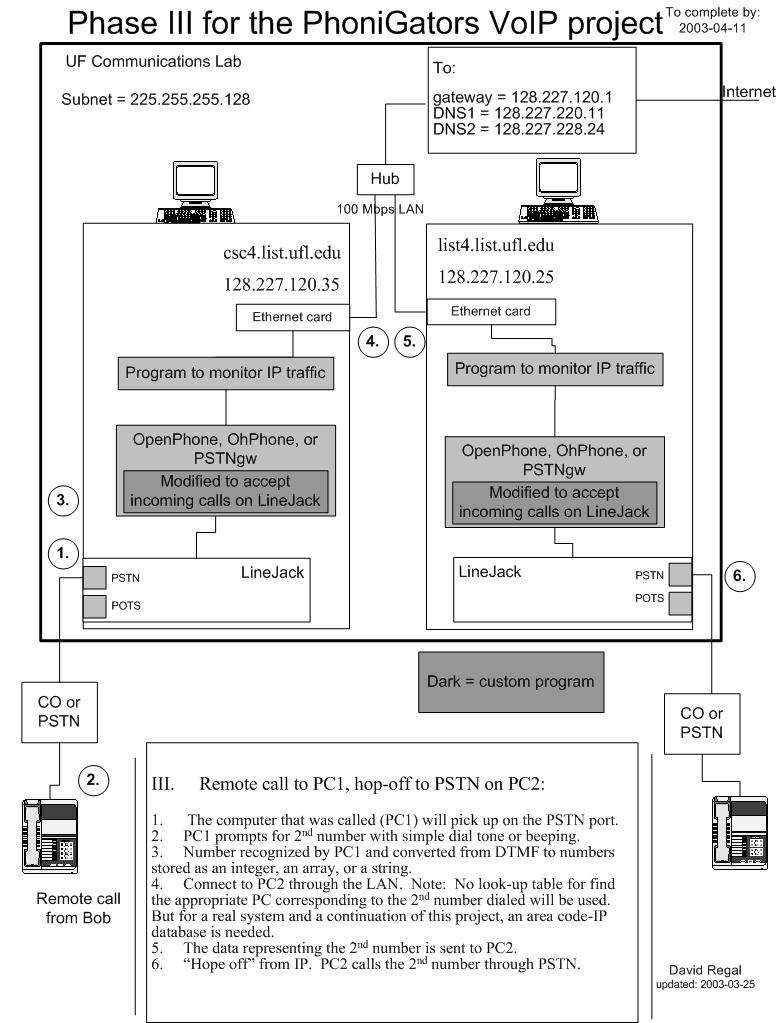 Phase III for the PhoniGators VoIP project
To complete by:
2003-04-11
UF Communications Lab
Subnet = 225.255.255.128
To:
gateway = 128.227.120.1
DNS1 = 128.227.220.11
DNS2 = 128.227.228.24
Internet
Hub
100 Mbps LAN
csc4.list.ufl.edu
128.227.120.35
Ethernet card
list4.list.ufl.edu
128.227.120.25
Ethernet card
4.
5.
Program to monitor IP traffic
Program to monitor IP traffic
OpenPhone, OhPhone, or
PSTNgw
Modified to accept
incoming calls on LineJack
OpenPhone, OhPhone, or
PSTNgw
Modified to accept
incoming calls on LineJack
3.
1.
PSTN
LineJack
POTS
LineJack
PSTN
POTS
6.
Dark = custom program
CO or
PSTN
CO or
PSTN
2.
Remote call
from Bob
III. Remote call to PC1, hop-off to PSTN on PC2:
1. The computer that was called (PC1) will pick up on the PSTN port.
2. PC1 prompts for 2nd number with simple dial tone or beeping.
3. Number recognized by PC1 and converted from DTMF to numbers
stored as an integer, an array, or a string.
4. Connect to PC2 through the LAN. Note: No look-up table for find
the appropriate PC corresponding to the 2nd number dialed will be used.
But for a real system and a continuation of this project, an area code-IP
database is needed.
5. The data representing the 2nd number is sent to PC2.
6. “Hope off” from IP. PC2 calls the 2nd number through PSTN.
David Regal
updated: 2003-03-25